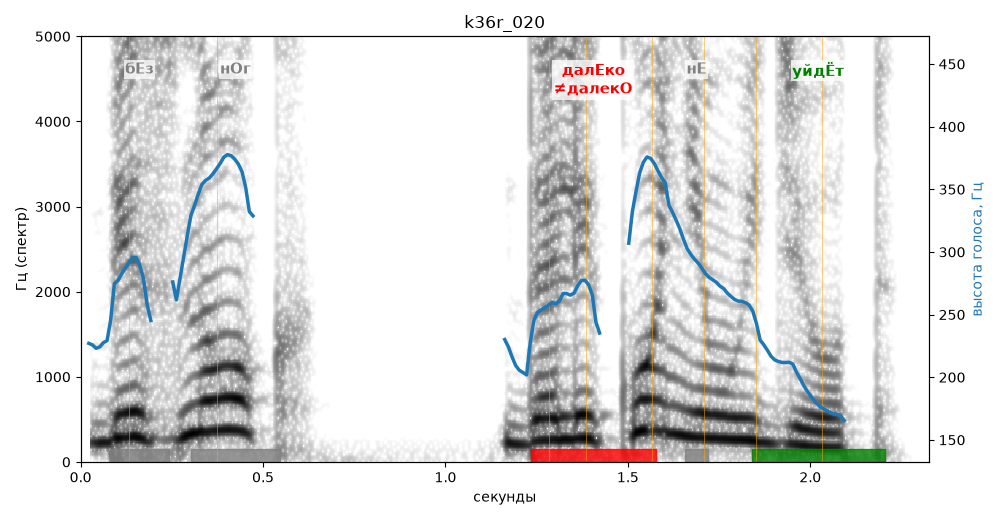 k36r_020
бЕз
нОг
далЕко
≠далекО
нЕ
уйдЁт
5000
4000
3000
2000
1000
0
Гц (спектр)
450
400
350
300
250
200
150
высота голоса, Гц
0.0 0.5 1.0 1.5 2.0
секунды